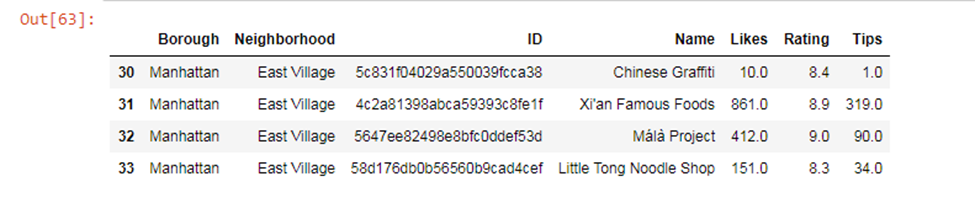 Out[63]:
Borough Neighborhood ID Name Likes Rating Tips
30 Manhattan East Village 5c831f04029a550039fcca38 Chinese Graffiti 10.0 8.4 1.0
31 Manhattan East Village 4c2a81398abca59393c8fe1f Xi'an Famous Foods 861.0 8.9 319.0
32 Manhattan East Village 5647ee82498e8bfc0ddef53d Málà Project 412.0 9.0 90.0
33 Manhattan East Village 58d176db0b56560b9cad4cef Little Tong Noodle Shop 151.0 8.3 34.0